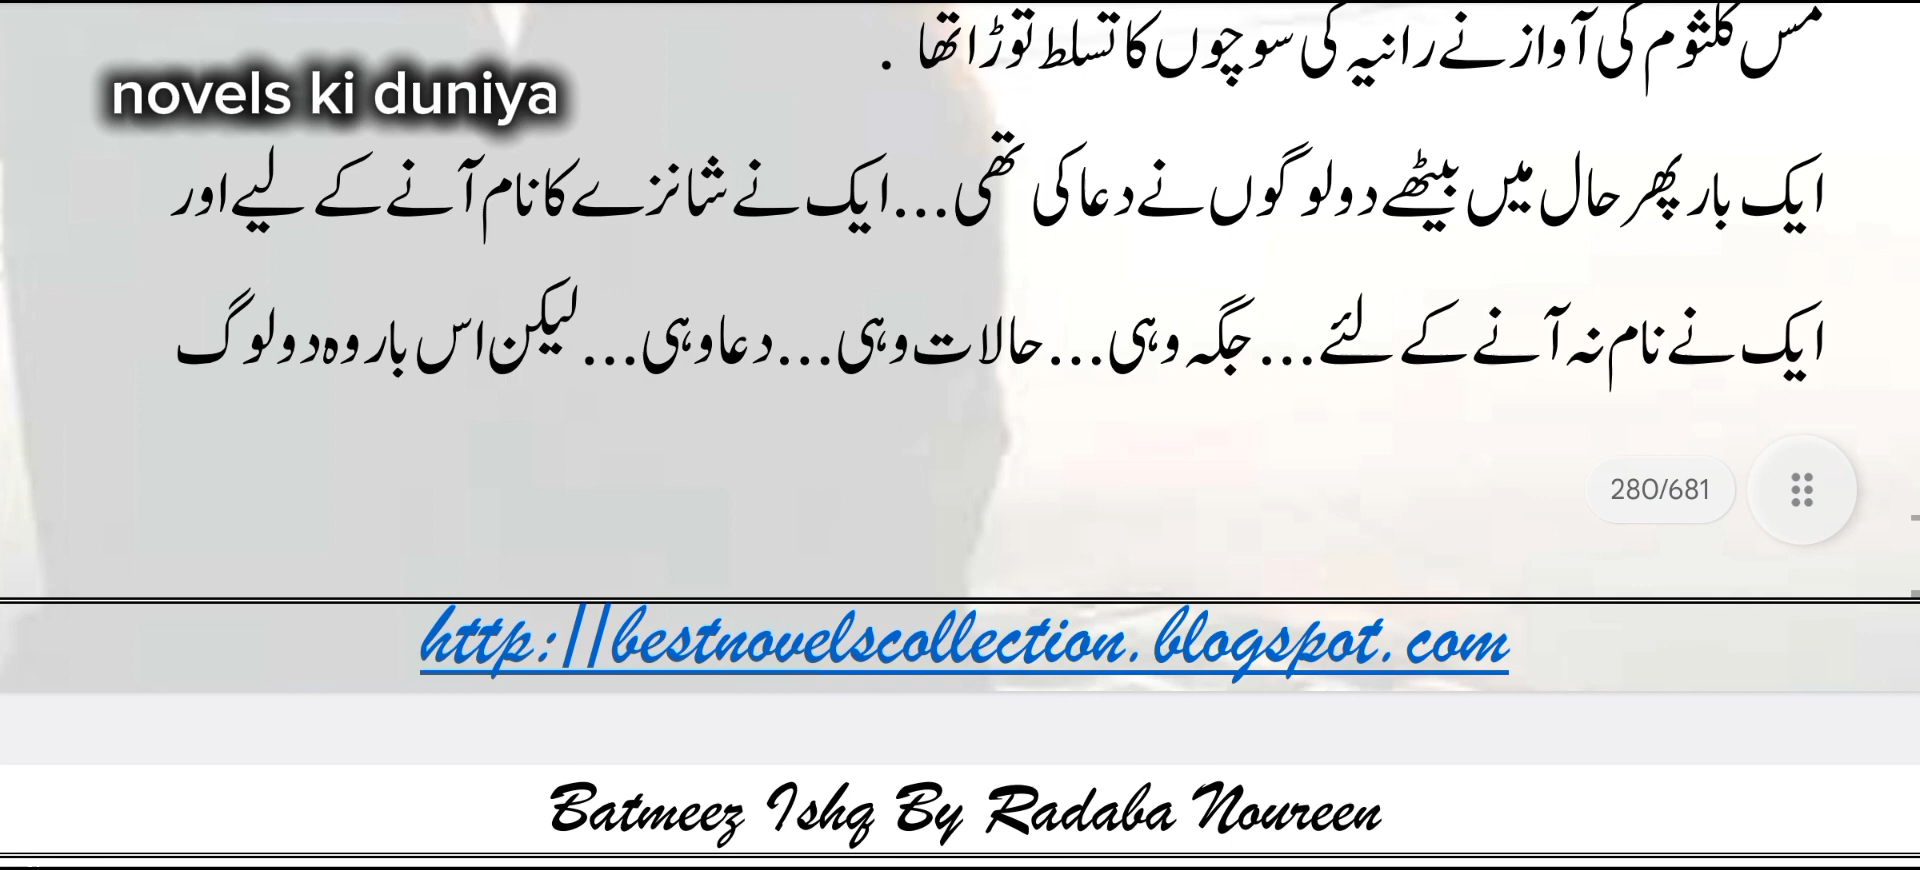 مس کلثوم کی آواز نے رانیہ کی سوچوں کا تسلط توڑا تھا .
novels ki duniya
ایک بار پھر حال میں بیٹھے دو لوگوں نے دعا کی تھی...ایک نے شانزے کا نام آنے کے لیے اور
ایک نے نام نہ آنے کے لئے...جگہ وہی...حالات وہی...دعا وہی...لیکن اس بار وہ دو لوگ
280/681
http://bestnovelscollection.blogspot.com
Batmeez Ishq By Radaba Noureen